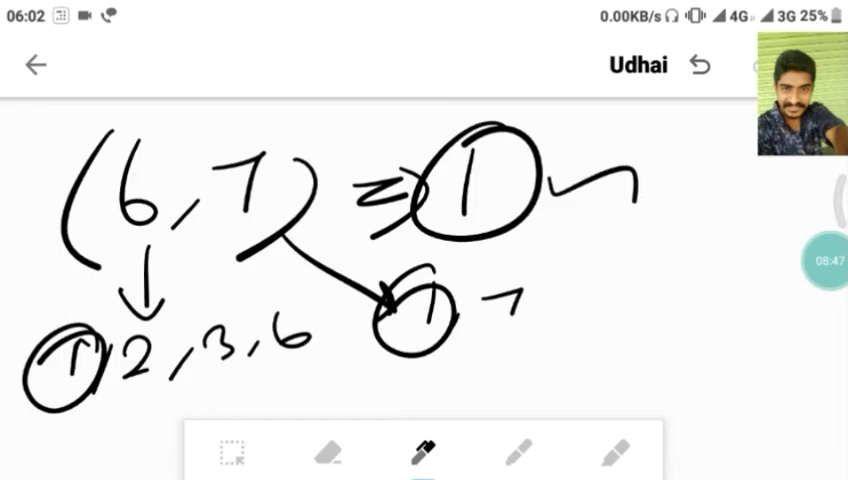 06:02 0.00KB/s 4G 3G 25%
Udhai
(6, 7) ⇒ 1
08:47
1, 2, 3, 6 1, 7